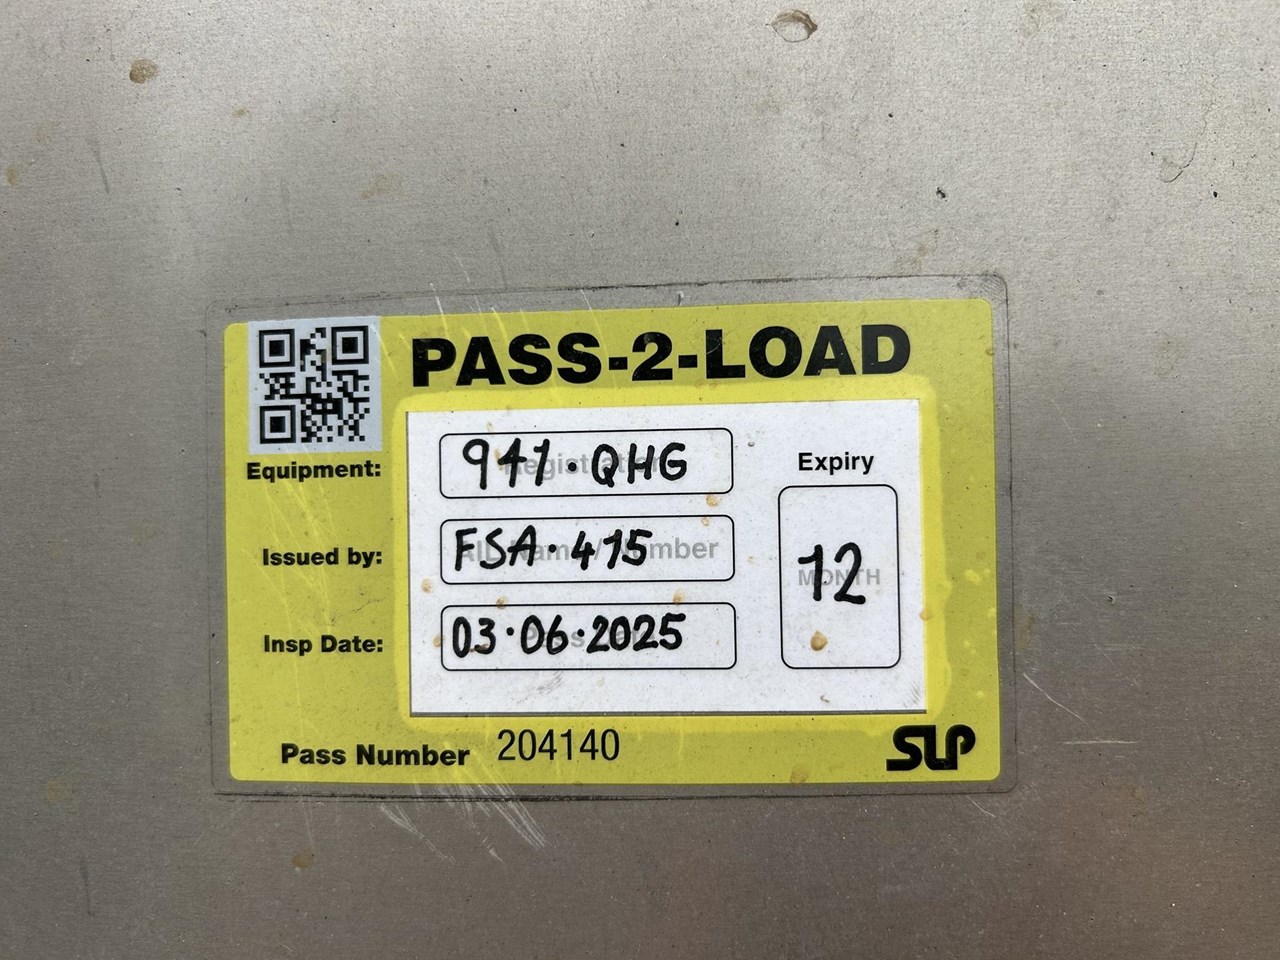 PASS-2-LOAD
Equipment: 941·QHG
Expiry
Issued by: FSA·415
12
MONTH
Insp Date: 03·06·2025
Pass Number 204140
SLP